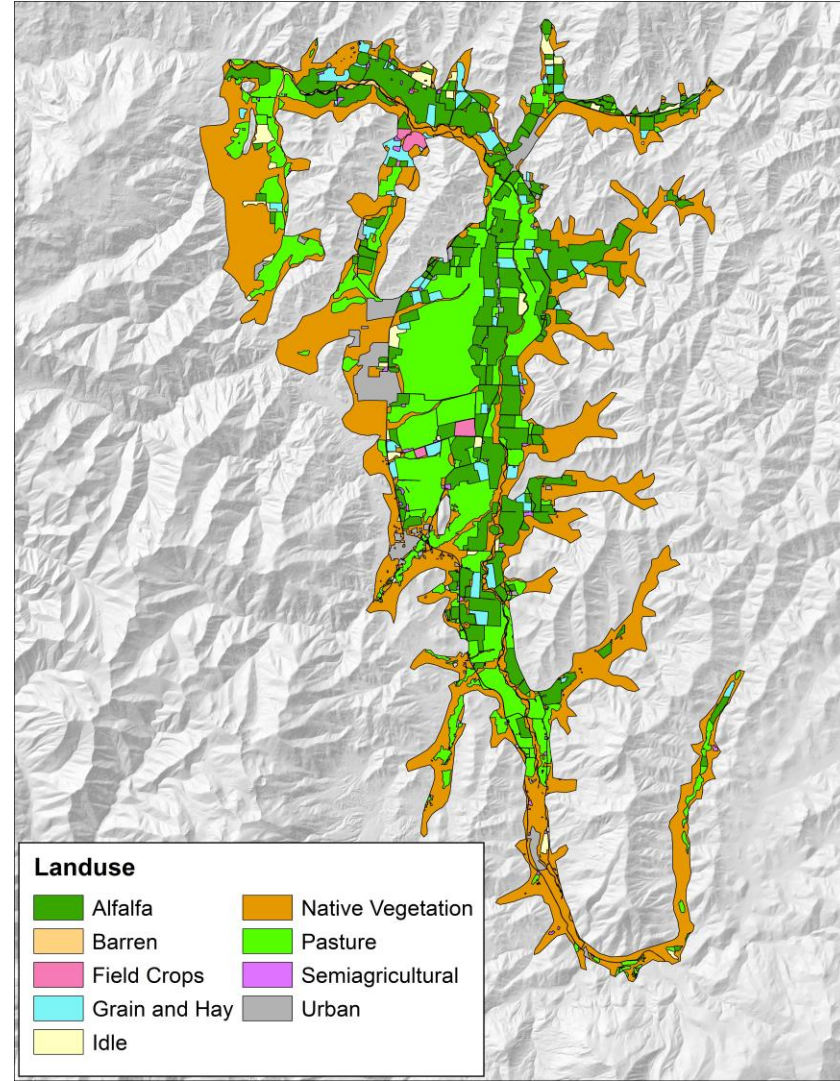 Landuse
Alfalfa
Barren
Field Crops
Grain and Hay
Idle
Native Vegetation
Pasture
Semiagricultural
Urban